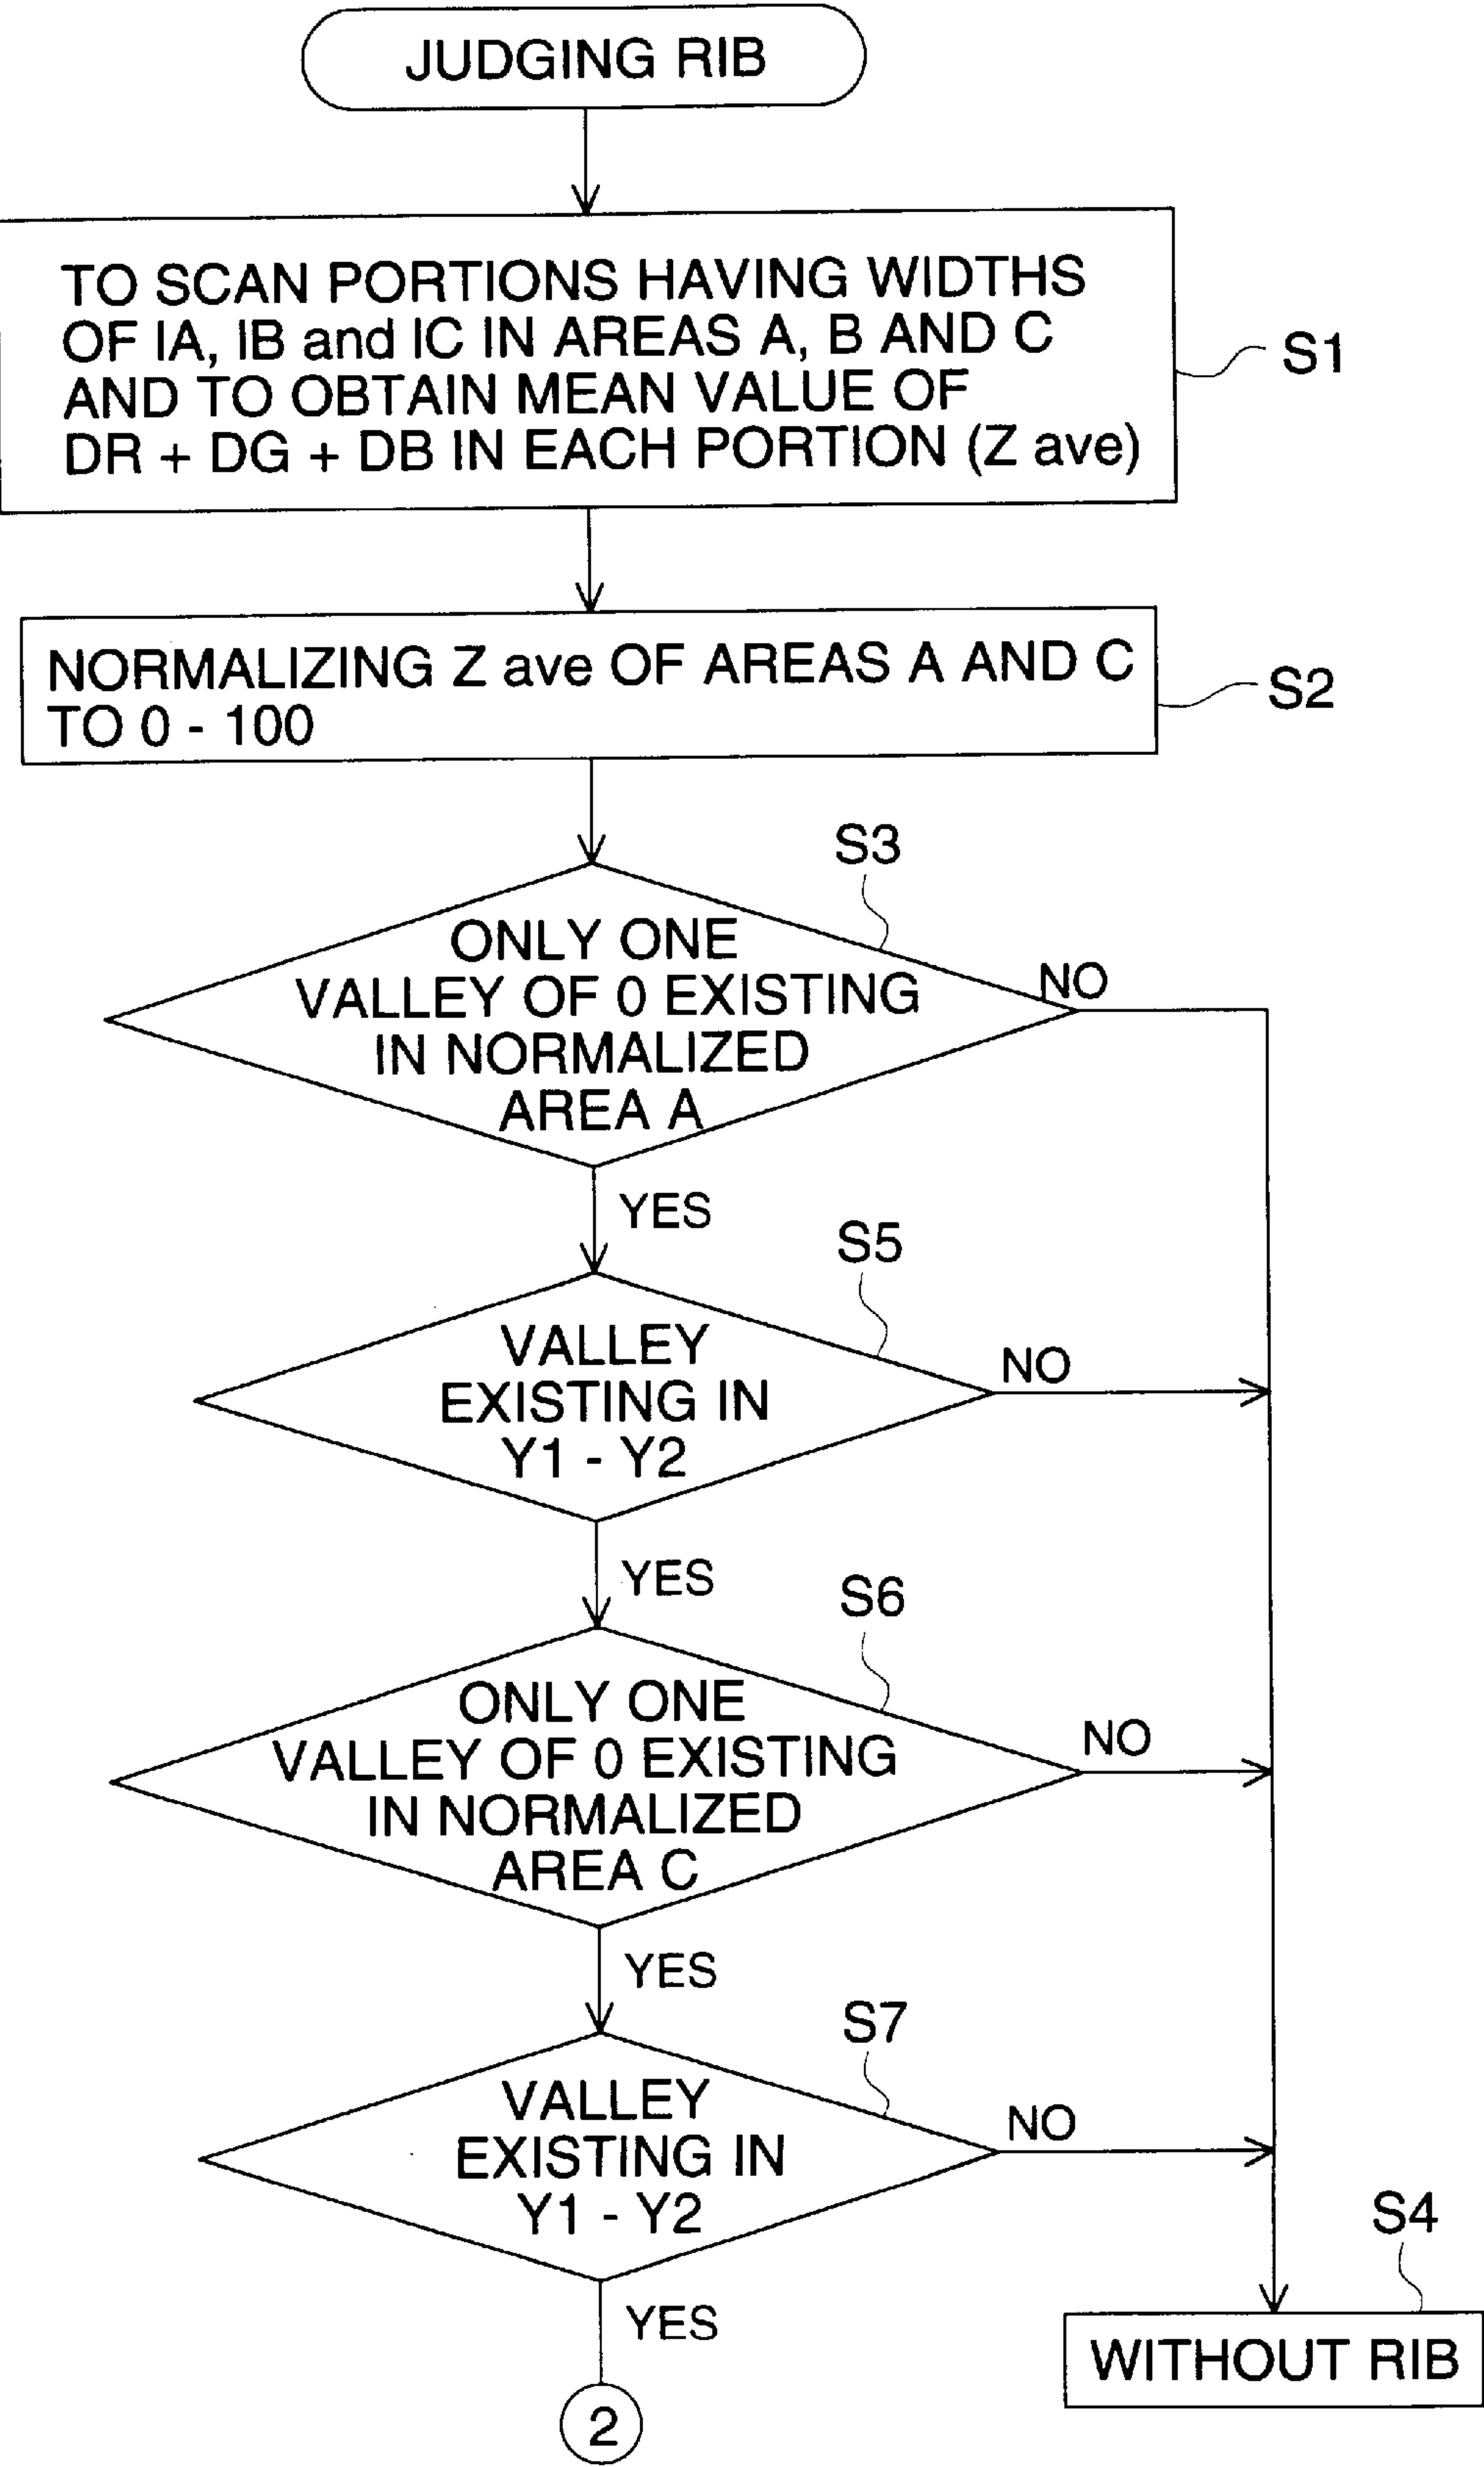 JUDGING RIB
TO SCAN PORTIONS HAVING WIDTHS
OF IA, IB and IC IN AREAS A, B AND C
AND TO OBTAIN MEAN VALUE OF
DR + DG + DB IN EACH PORTION (Z ave)
S1
NORMALIZING Z ave OF AREAS A AND C
TO 0 - 100
S2
S3
ONLY ONE
VALLEY OF 0 EXISTING
IN NORMALIZED
AREA A
NO
YES
S5
VALLEY
EXISTING IN
Y1 - Y2
NO
YES
S6
ONLY ONE
VALLEY OF 0 EXISTING
IN NORMALIZED
AREA C
NO
YES
S7
VALLEY
EXISTING IN
Y1 - Y2
NO
YES
S4
WITHOUT RIB
2